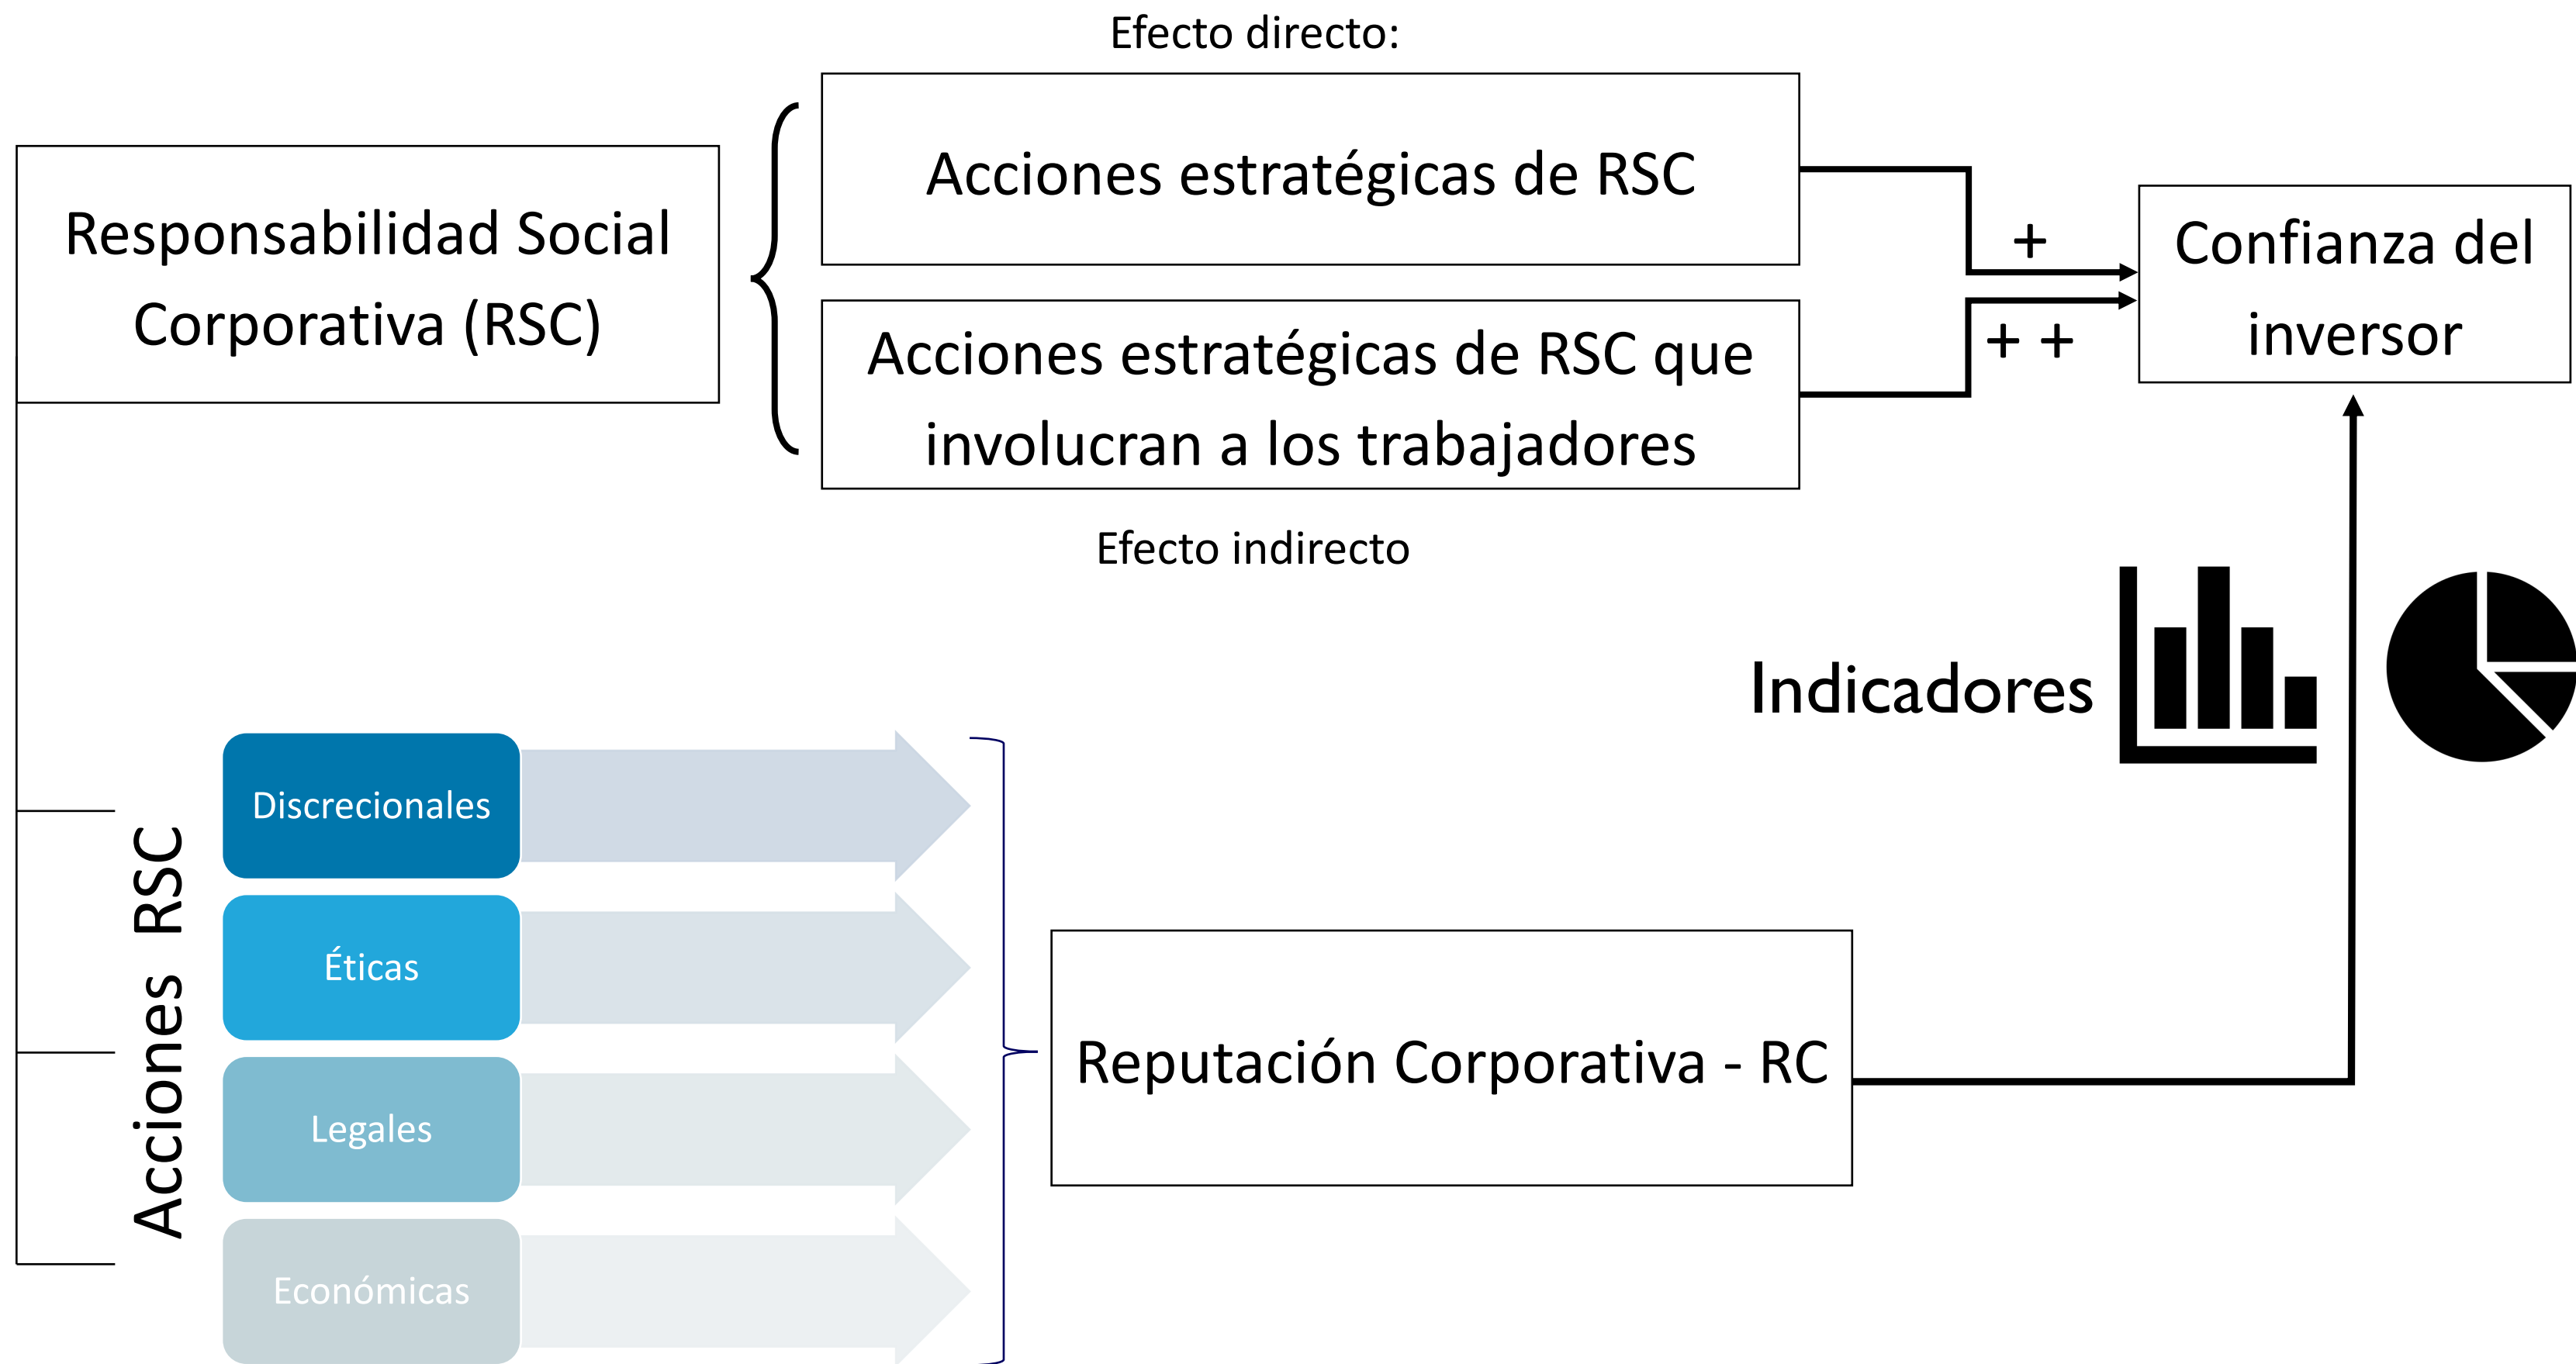 Efecto directo:
Responsabilidad Social
Corporativa (RSC)
Acciones estratégicas de RSC
Acciones estratégicas de RSC que
involucran a los trabajadores
Efecto indirecto
+
+ +
Confianza del
inversor
Indicadores
Acciones RSC
Discrecionales
Éticas
Legales
Económicas
Reputación Corporativa - RC